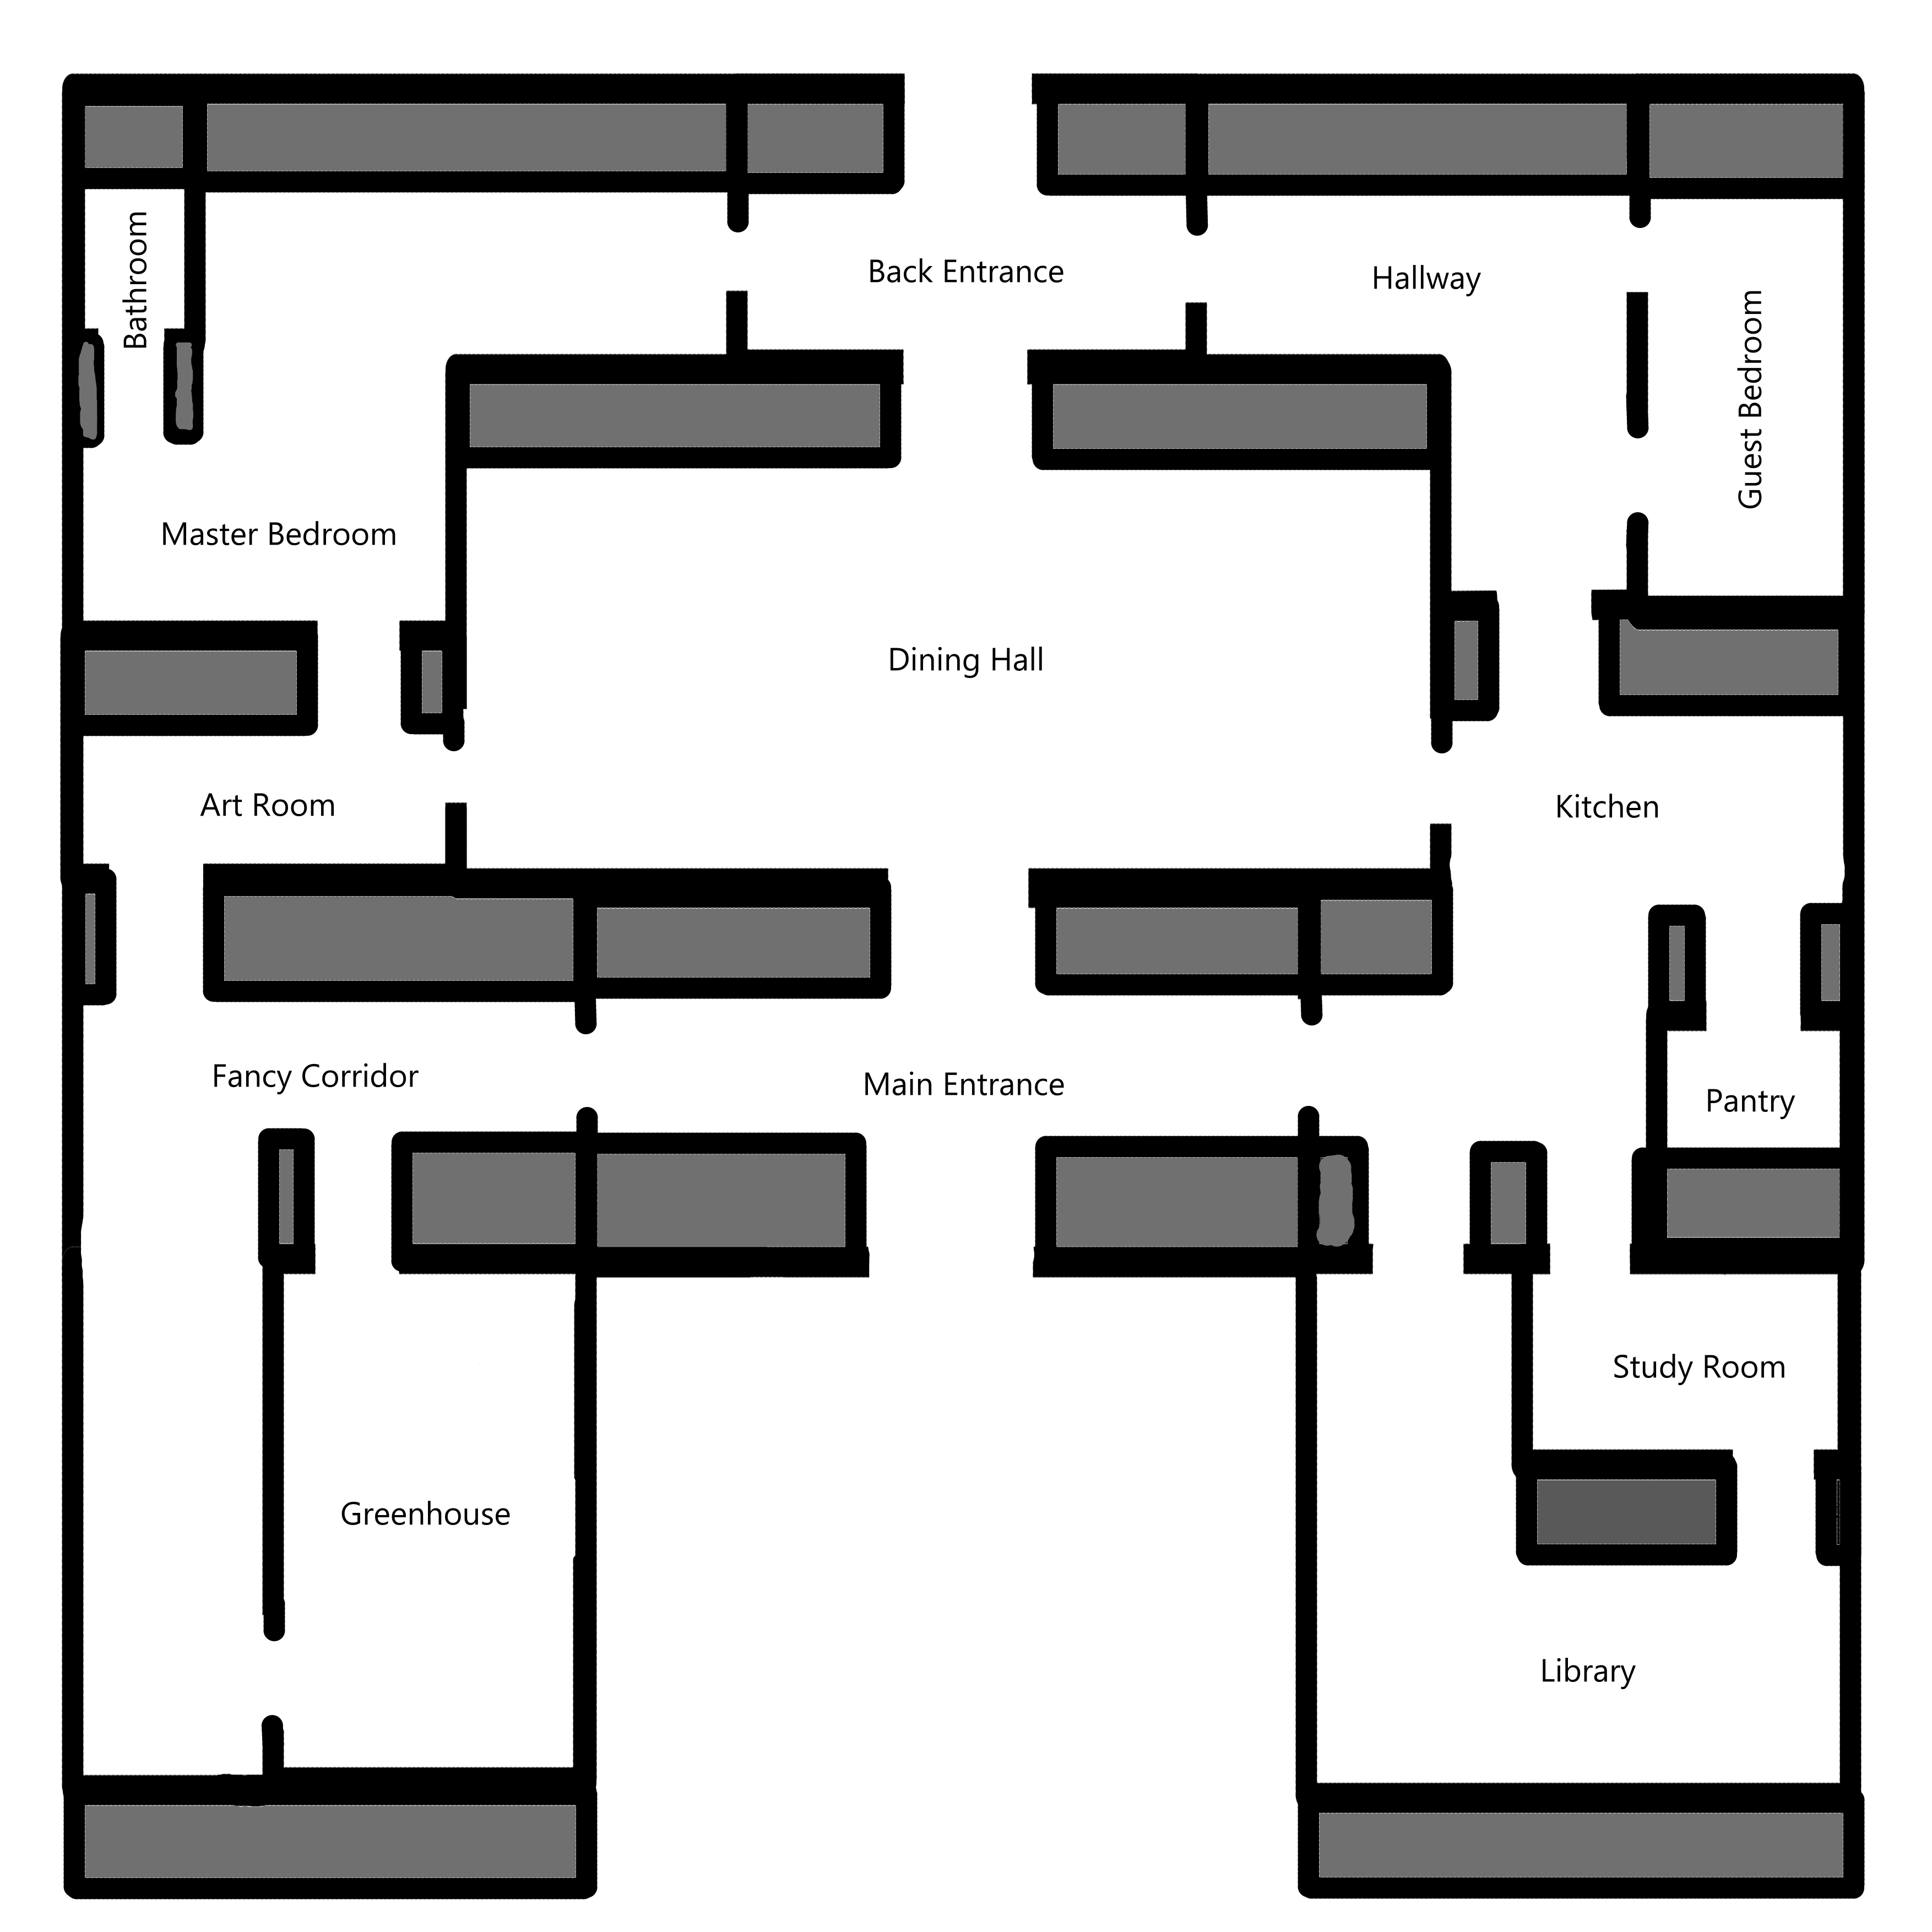 Bathroom
Back Entrance
Hallway
Guest Bedroom
Master Bedroom
Dining Hall
Art Room
Kitchen
Fancy Corridor
Main Entrance
Pantry
Study Room
Greenhouse
Library